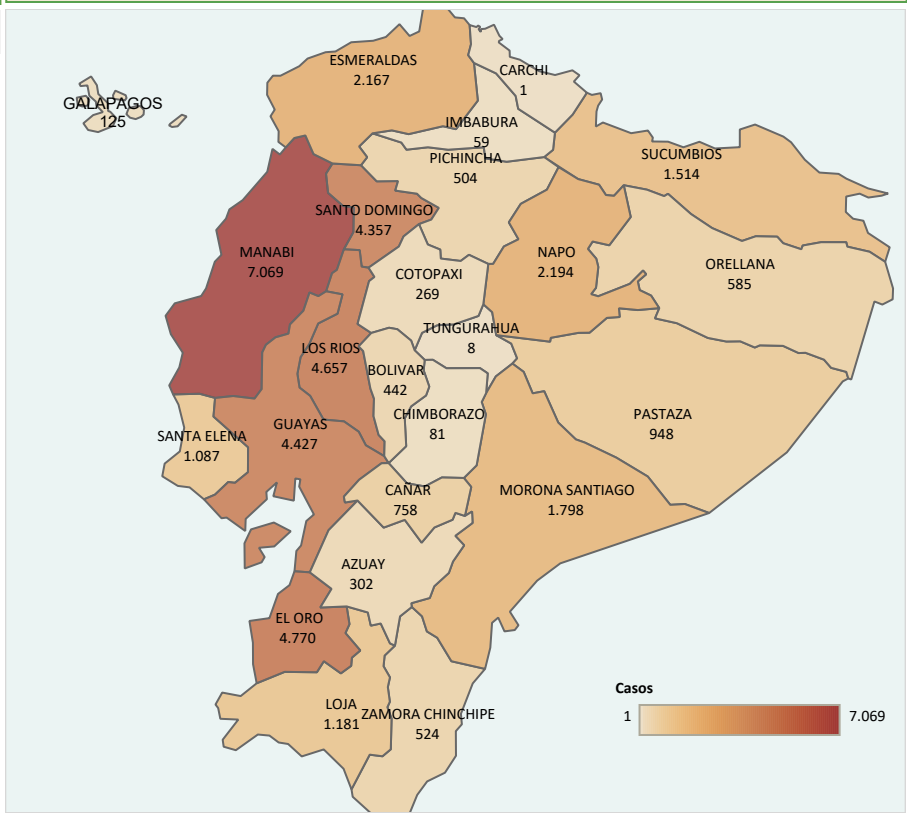 ESMERALDAS
2.167
CARCHI
1
GALAPAGOS
125
IMBABURA
59
PICHINCHA
504
SUCUMBIOS
1.514
SANTO DOMINGO
4.357
MANABI
7.069
NAPO
2.194
ORELLANA
585
COTOPAXI
269
TUNGURAHUA
8
LOS RIOS
4.657
BOLIVAR
442
CHIMBORAZO
81
PASTAZA
948
SANTA ELENA
1.087
GUAYAS
4.427
CAÑAR
758
MORONA SANTIAGO
1.798
AZUAY
302
EL ORO
4.770
LOJA
1.181
ZAMORA CHINCHIPE
524
Casos
1
7.069